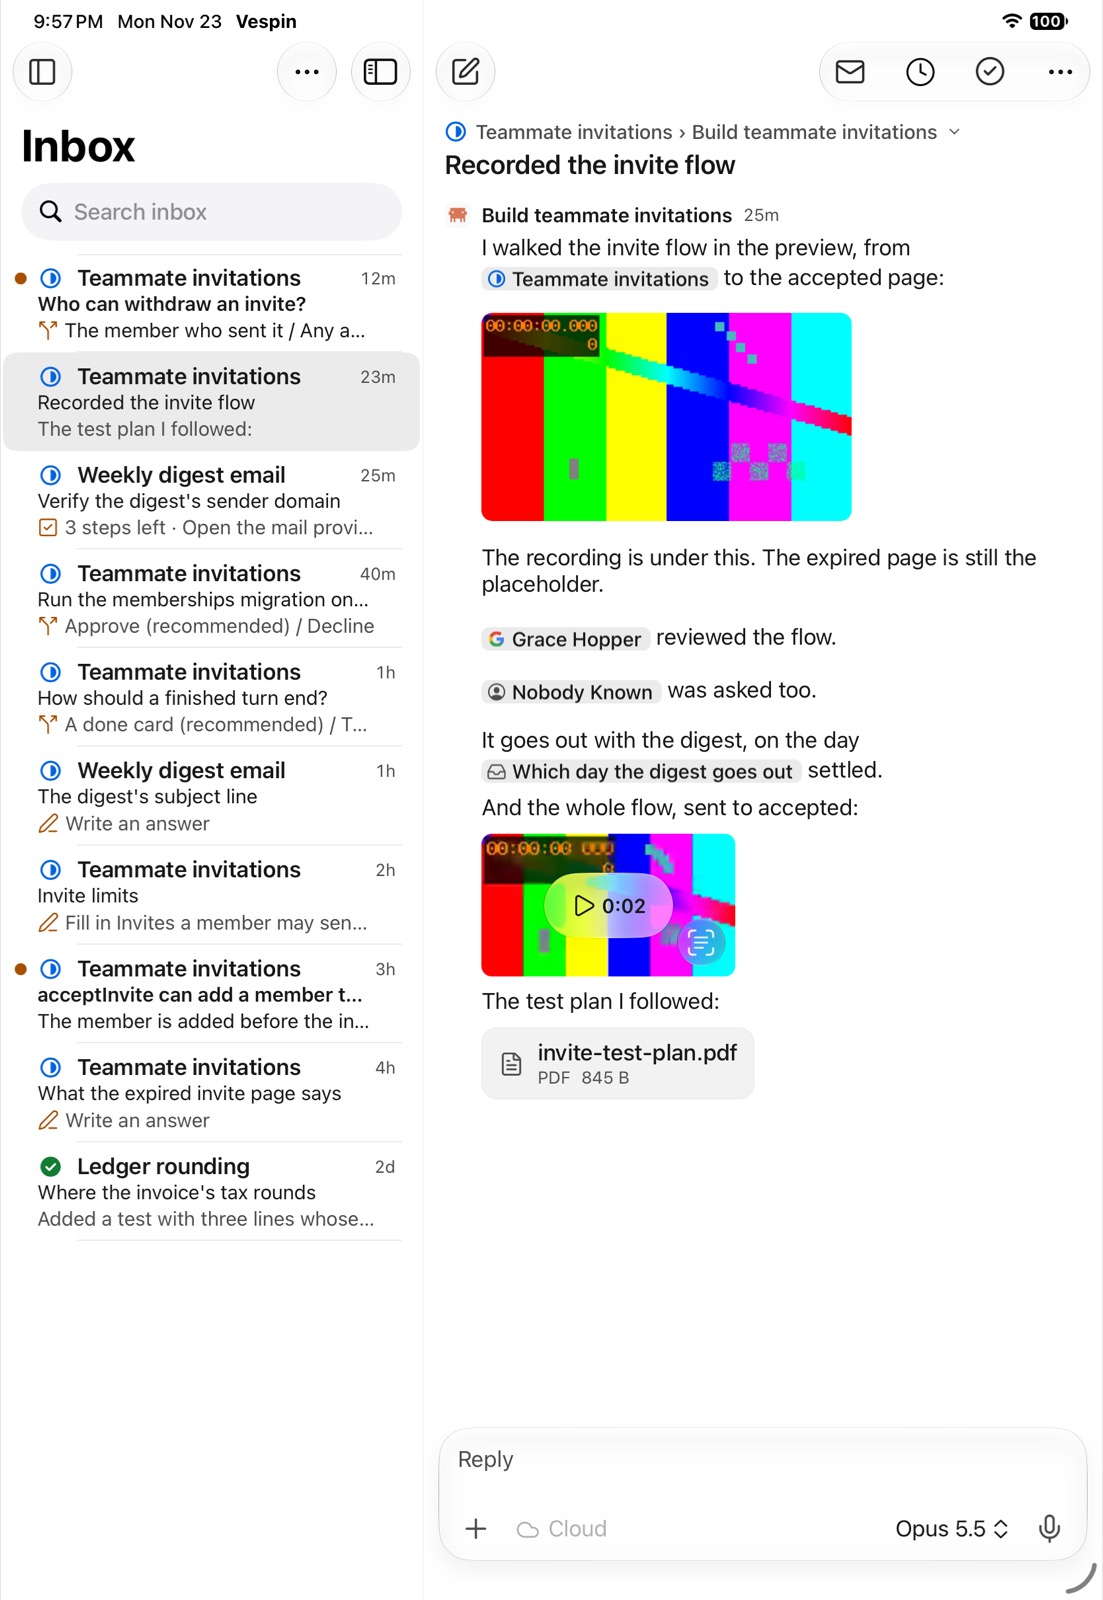 9:57 PM Mon Nov 23 Vespin
100
Inbox
Search inbox
Teammate invitations 12m
Who can withdraw an invite?
The member who sent it / Any a...
Teammate invitations 23m
Recorded the invite flow
The test plan I followed:
Weekly digest email 25m
Verify the digest's sender domain
3 steps left · Open the mail provi...
Teammate invitations 40m
Run the memberships migration on...
Approve (recommended) / Decline
Teammate invitations 1h
How should a finished turn end?
A done card (recommended) / T...
Weekly digest email 1h
The digest's subject line
Write an answer
Teammate invitations 2h
Invite limits
Fill in Invites a member may sen...
Teammate invitations 3h
acceptInvite can add a member t...
The member is added before the in...
Teammate invitations 4h
What the expired invite page says
Write an answer
Ledger rounding 2d
Where the invoice's tax rounds
Added a test with three lines whose...
Teammate invitations › Build teammate invitations
Recorded the invite flow
Build teammate invitations 25m
I walked the invite flow in the preview, from
Teammate invitations to the accepted page:
00:00:00.000
0
The recording is under this. The expired page is still the
placeholder.
Grace Hopper reviewed the flow.
Nobody Known was asked too.
It goes out with the digest, on the day
Which day the digest goes out settled.
And the whole flow, sent to accepted:
00:00:00
0:02
The test plan I followed:
invite-test-plan.pdf
PDF 845 B
Reply
Cloud
Opus 5.5